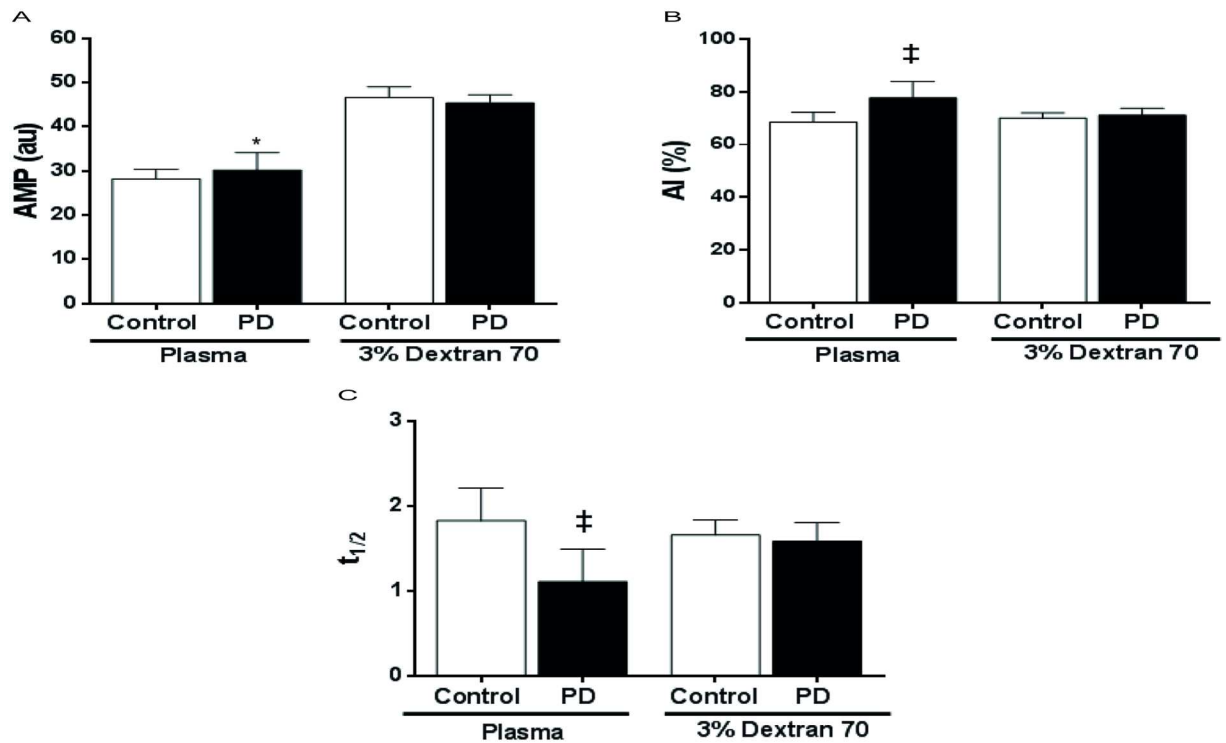 A
60
50
40
30
20
10
0
AMP (au)
*
Control PD Control PD
Plasma 3% Dextran 70
B
100
80
60
40
20
0
AI (%)
‡
Control PD Control PD
Plasma 3% Dextran 70
C
3
2
1
0
t1/2
‡
Control PD Control PD
Plasma 3% Dextran 70